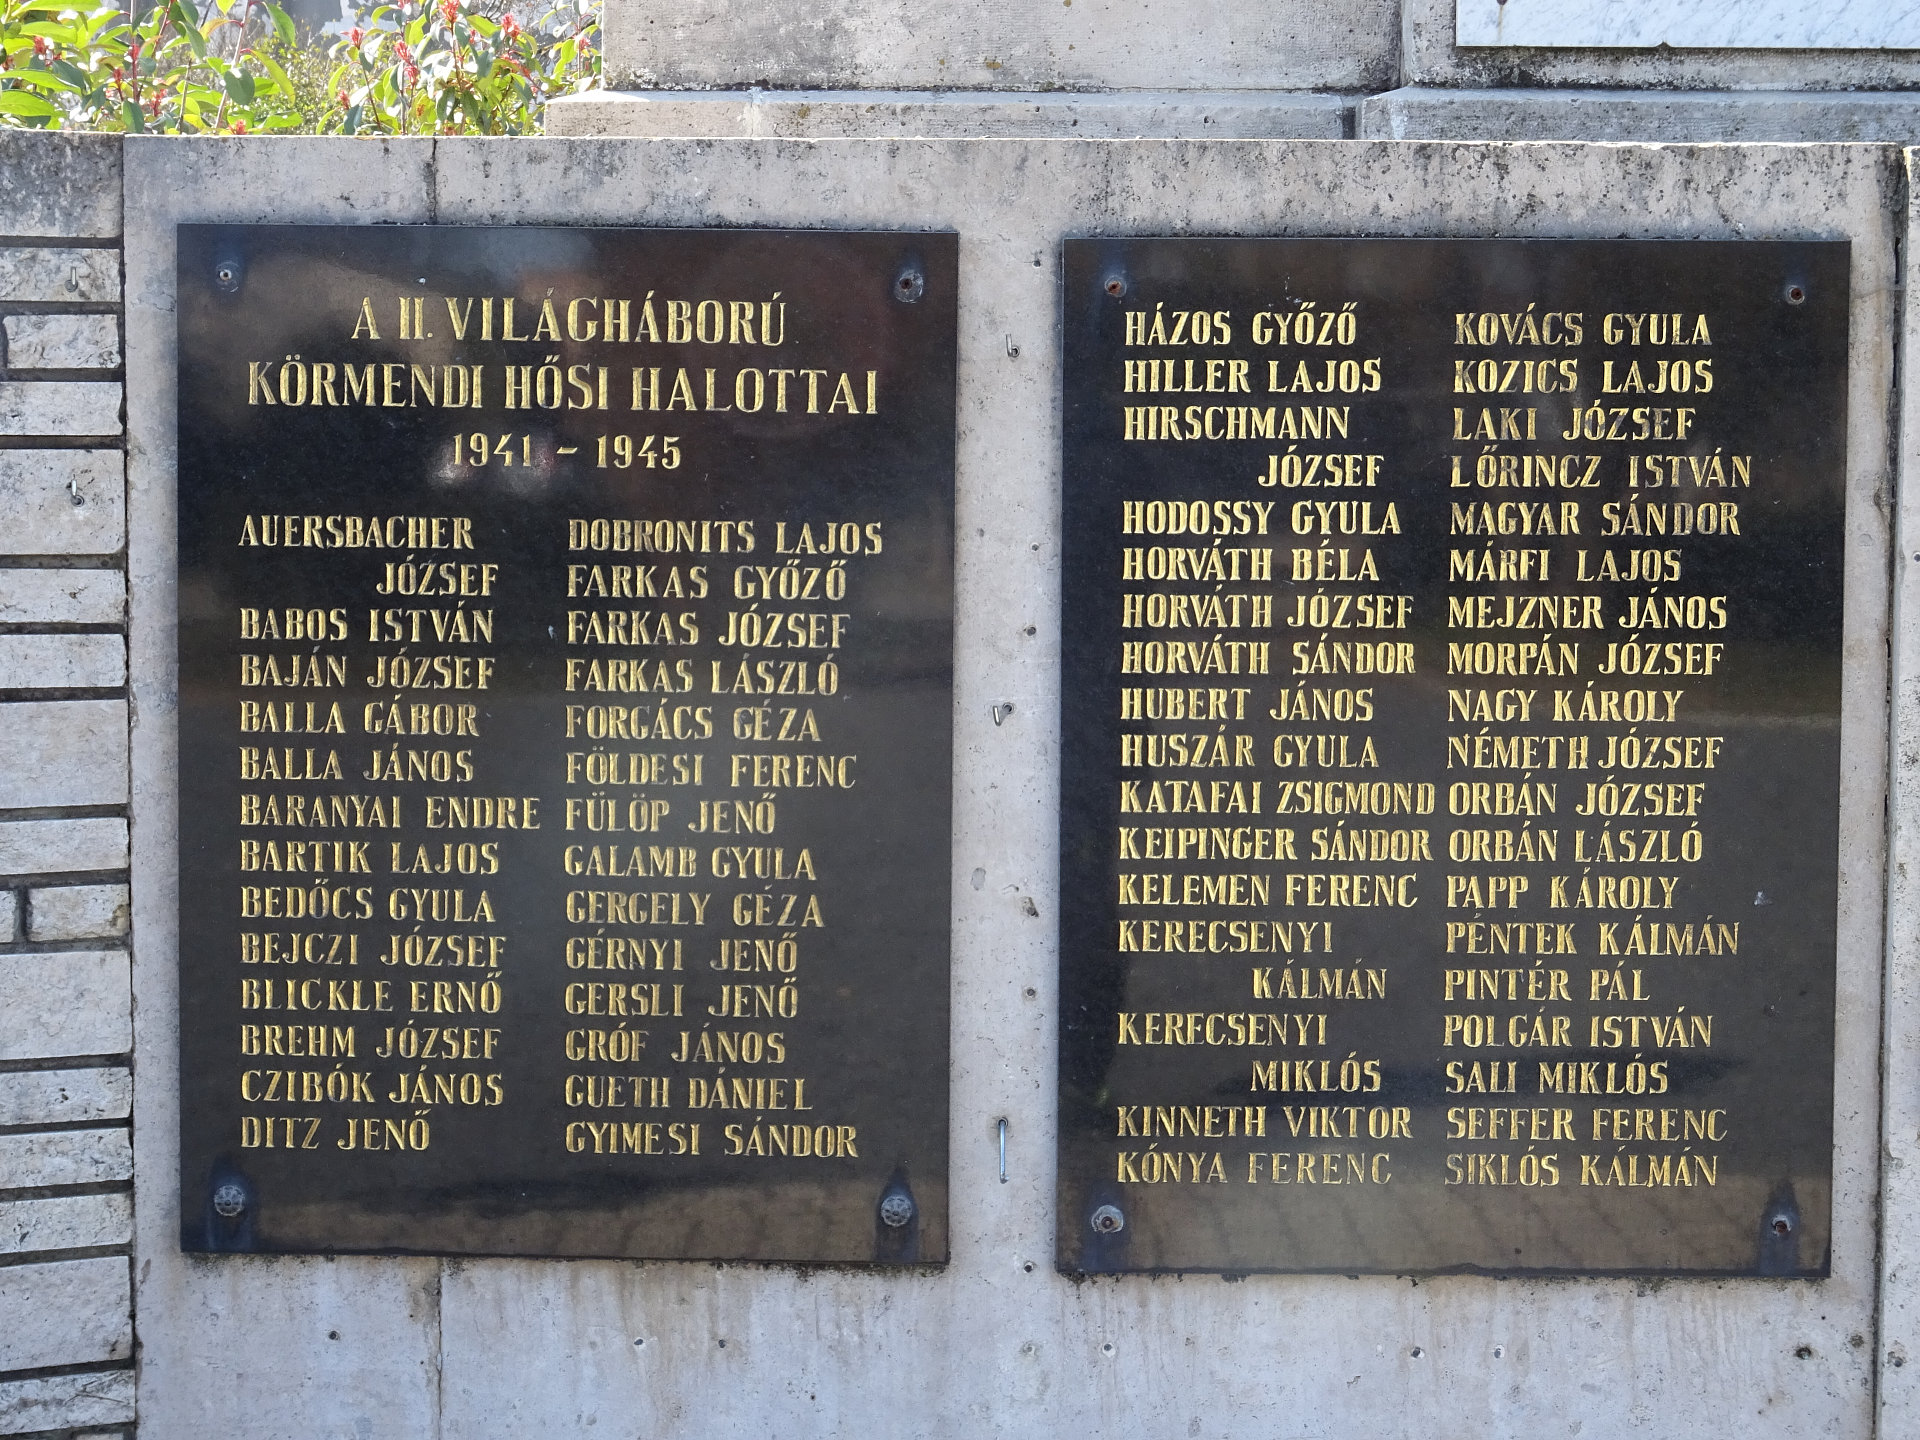 A II. VILÁGHÁBORÚ
KÖRMENDI HŐSI HALOTTAI
1941 - 1945
AUERSBACHER
JÓZSEF
BABOS ISTVÁN
BAJÁN JÓZSEF
BALLA GÁBOR
BALLA JÁNOS
BARANYAI ENDRE
BARTIK LAJOS
BEDŐCS GYULA
BEJCZI JÓZSEF
BLICKLE ERNŐ
BREHM JÓZSEF
CZIBÓK JÁNOS
DITZ JENŐ
DOBRONITS LAJOS
FARKAS GYŐZŐ
FARKAS JÓZSEF
FARKAS LÁSZLÓ
FORGÁCS GÉZA
FÖLDESI FERENC
FÜLÖP JENŐ
GALAMB GYULA
GERGELY GÉZA
GÉRNYI JENŐ
GERSLI JENŐ
GRÓF JÁNOS
GUETH DÁNIEL
GYIMESI SÁNDOR
HÁZOS GYŐZŐ
HILLER LAJOS
HIRSCHMANN
JÓZSEF
HODOSSY GYULA
HORVÁTH BÉLA
HORVÁTH JÓZSEF
HORVÁTH SÁNDOR
HUBERT JÁNOS
HUSZÁR GYULA
KATAFAI ZSIGMOND
KEIPINGER SÁNDOR
KELEMEN FERENC
KERECSENYI
KÁLMÁN
KERECSENYI
MIKLÓS
KINNETH VIKTOR
KÓNYA FERENC
KOVÁCS GYULA
KOZICS LAJOS
LAKI JÓZSEF
LŐRINCZ ISTVÁN
MAGYAR SÁNDOR
MÁRFI LAJOS
MEJZNER JÁNOS
MORPÁN JÓZSEF
NAGY KÁROLY
NÉMETH JÓZSEF
ORBÁN JÓZSEF
ORBÁN LÁSZLÓ
PAPP KÁROLY
PÉNTEK KÁLMÁN
PINTÉR PÁL
POLGÁR ISTVÁN
SALI MIKLÓS
SEFFER FERENC
SIKLÓS KÁLMÁN